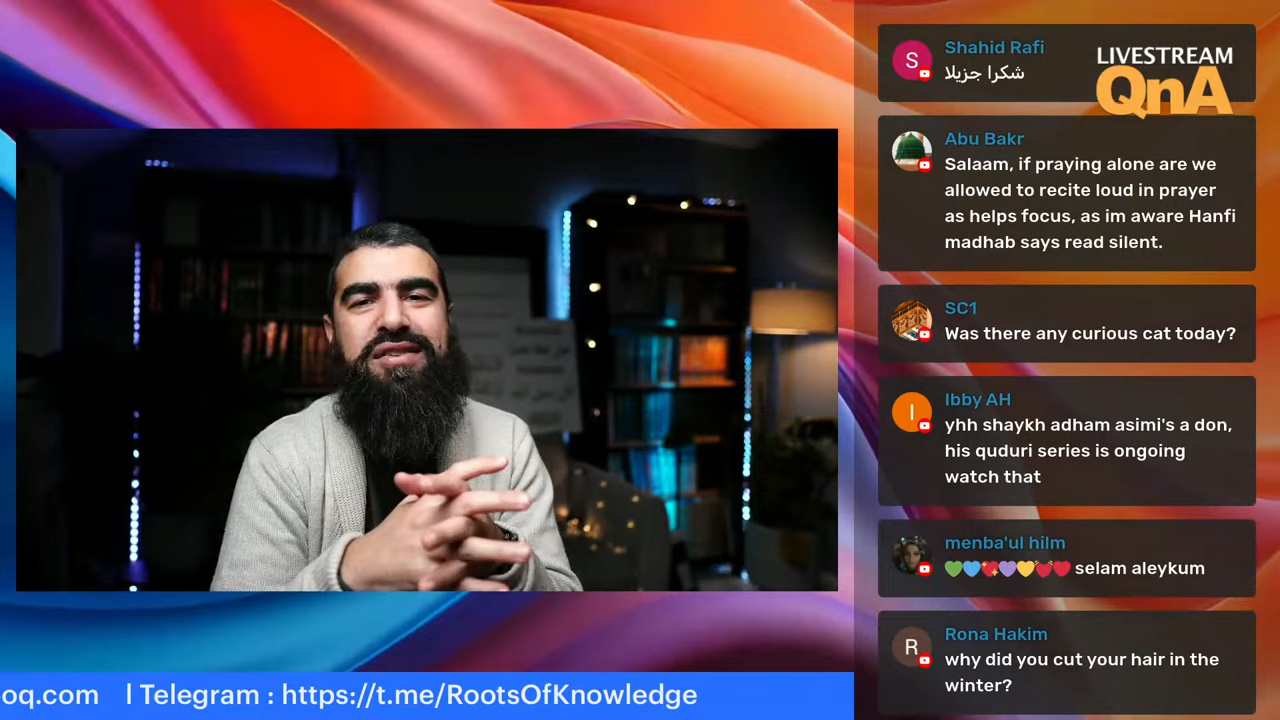 Shahid Rafi
شكرا جزيلا
LIVESTREAM
QnA
Abu Bakr
Salaam, if praying alone are we
allowed to recite loud in prayer
as helps focus, as im aware Hanfi
madhab says read silent.
SC1
Was there any curious cat today?
Ibby AH
yhh shaykh adham asimi's a don,
his quduri series is ongoing
watch that
menba'ul hilm
💚💙💖💜💛💕❤️ selam aleykum
Rona Hakim
why did you cut your hair in the
winter?
S
I
R
oq.com l Telegram : https://t.me/RootsOfKnowledge